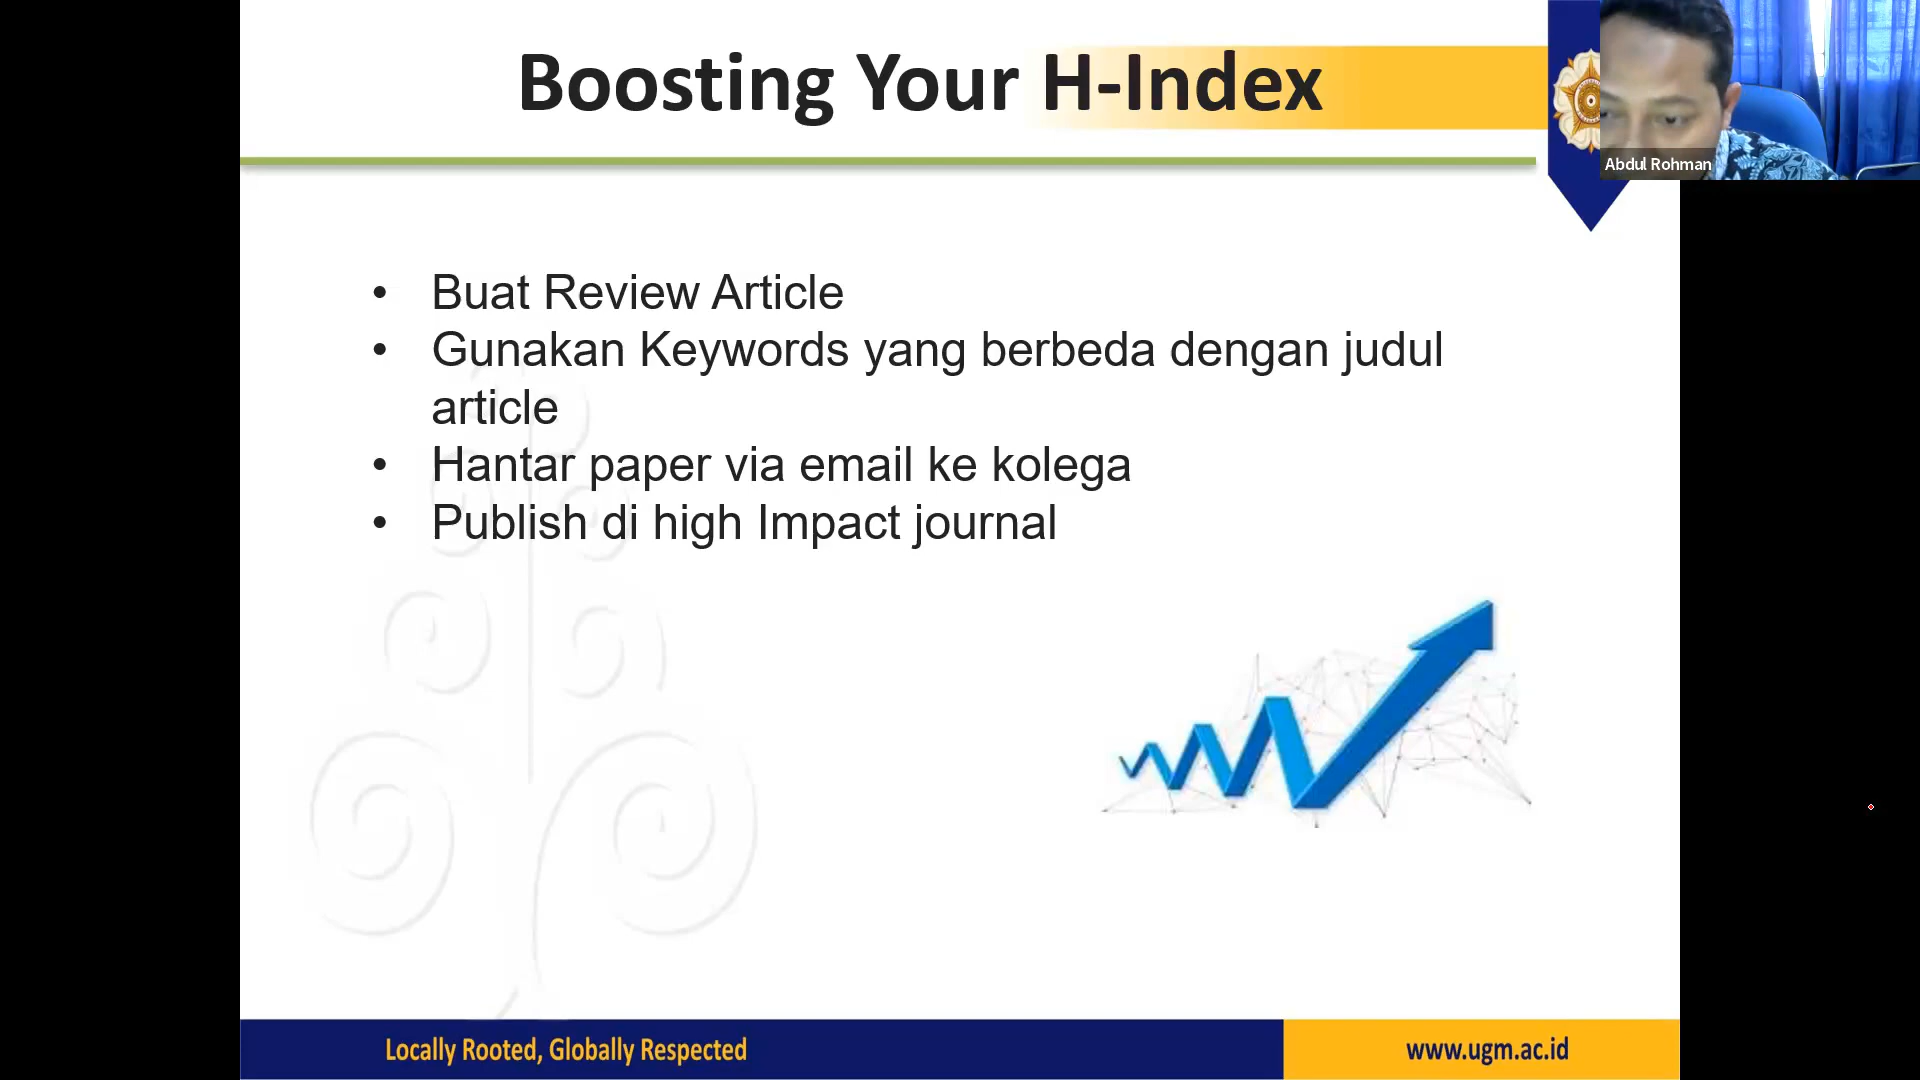 Boosting Your H-Index
Abdul Rohman
• Buat Review Article
• Gunakan Keywords yang berbeda dengan judul
article
• Hantar paper via email ke kolega
• Publish di high Impact journal
Locally Rooted, Globally Respected
www.ugm.ac.id